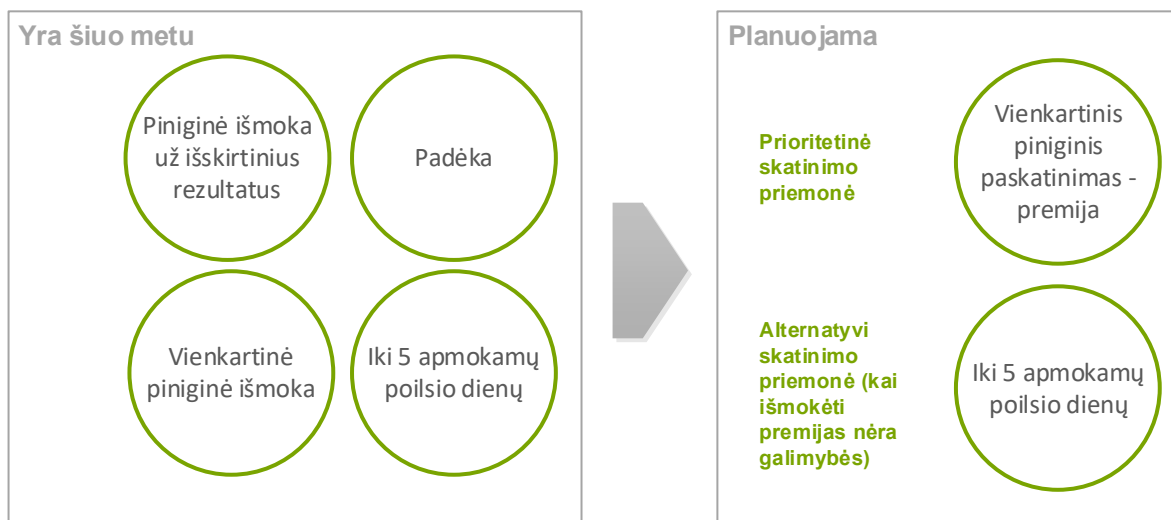 Yra šiuo metu
Piniginė išmoka
už išskirtinius
rezultatus
Padėka
Vienkartinė
piniginė išmoka
Iki 5 apmokamų
poilsio dienų
Planuojama
Prioritetinė
skatinimo
priemonė
Vienkartinis
piniginis
paskatinimas -
premija
Alternatyvi
skatinimo
priemonė (kai
išmokėti
premijas nėra
galimybės)
Iki 5 apmokamų
poilsio dienų